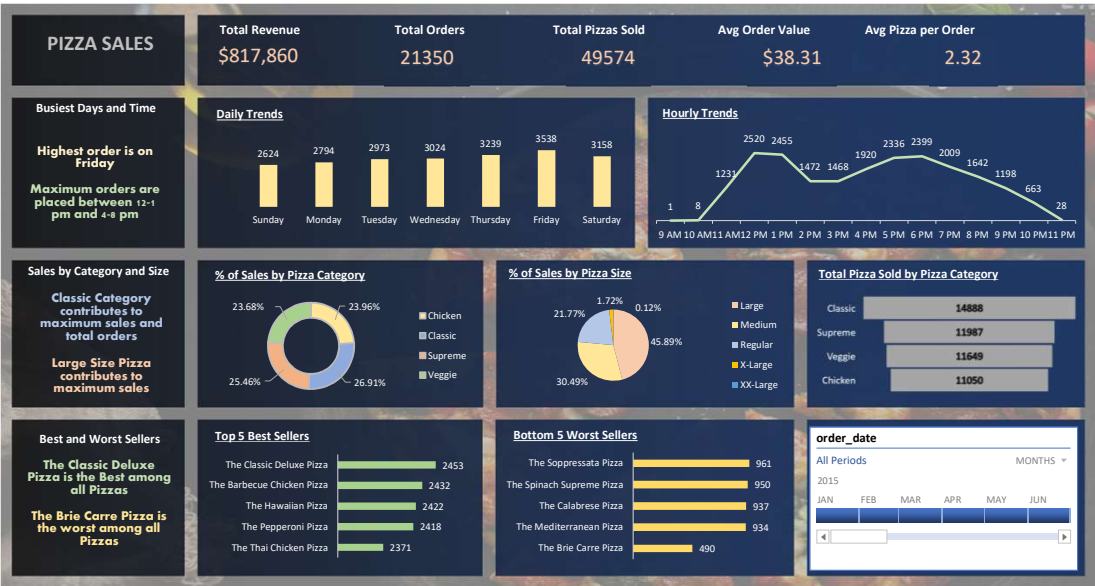 PIZZA SALES
Total Revenue
$817,860
Total Orders
21350
Total Pizzas Sold
49574
Avg Order Value
$38.31
Avg Pizza per Order
2.32
Busiest Days and Time
Highest order is on
Friday
Maximum orders are
placed between 12-1
pm and 4-8 pm
Daily Trends
2624 2794 2973 3024 3239 3538 3158
Sunday Monday Tuesday Wednesday Thursday Friday Saturday
Hourly Trends
1 8 1231 2520 2455 1472 1468 1920 2336 2399 2009 1642 1198 663 28
9 AM 10 AM 11 AM 12 PM 1 PM 2 PM 3 PM 4 PM 5 PM 6 PM 7 PM 8 PM 9 PM 10 PM 11 PM
Sales by Category and Size
Classic Category
contributes to
maximum sales and
total orders
Large Size Pizza
contributes to
maximum sales
% of Sales by Pizza Category
23.68% 23.96%
25.46% 26.91%
Chicken
Classic
Supreme
Veggie
% of Sales by Pizza Size
1.72% 0.12%
21.77%
45.89%
30.49%
Large
Medium
Regular
X-Large
XX-Large
Total Pizza Sold by Pizza Category
Classic 14888
Supreme 11987
Veggie 11649
Chicken 11050
Best and Worst Sellers
The Classic Deluxe
Pizza is the Best among
all Pizzas
The Brie Carre Pizza is
the worst among all
Pizzas
Top 5 Best Sellers
The Classic Deluxe Pizza 2453
The Barbecue Chicken Pizza 2432
The Hawaiian Pizza 2422
The Pepperoni Pizza 2418
The Thai Chicken Pizza 2371
Bottom 5 Worst Sellers
The Soppressata Pizza 961
The Spinach Supreme Pizza 950
The Calabrese Pizza 937
The Mediterranean Pizza 934
The Brie Carre Pizza 490
order_date
All Periods MONTHS
2015
JAN FEB MAR APR MAY JUN